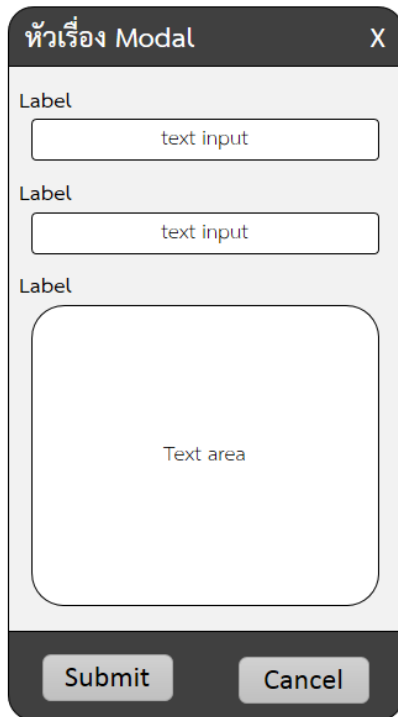 หัวเรื่อง Modal X
Label
text input
Label
text input
Label
Text area
Submit Cancel